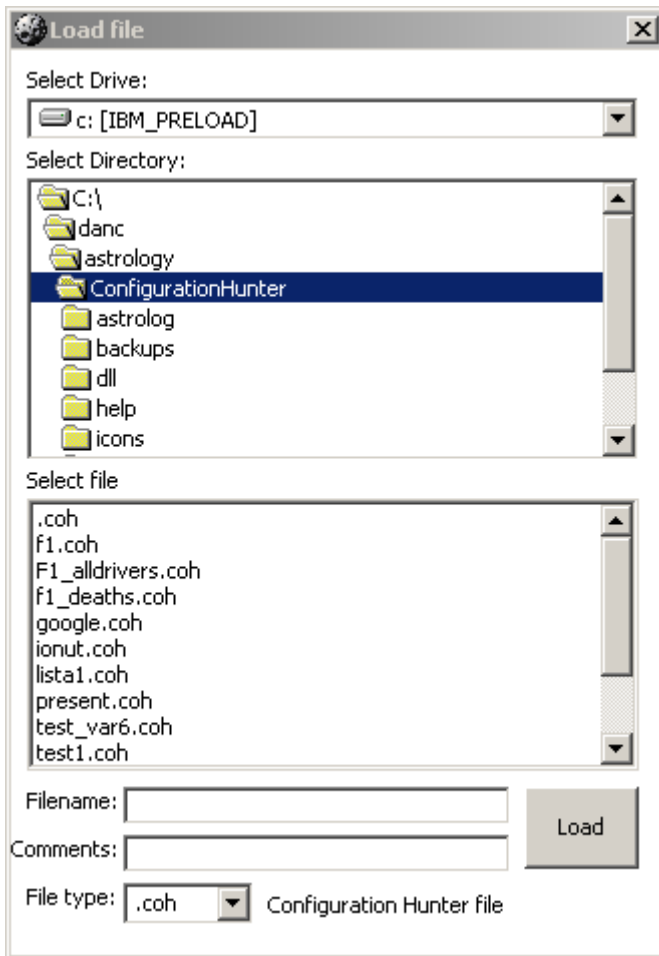 Load file
Select Drive:
c: [IBM_PRELOAD]
Select Directory:
C:\
danc
astrology
ConfigurationHunter
astrolog
backups
dll
help
icons
Select file
.coh
f1.coh
F1_alldrivers.coh
f1_deaths.coh
google.coh
ionut.coh
lista1.coh
present.coh
test_var6.coh
test1.coh
Filename:
Load
Comments:
File type: .coh Configuration Hunter file